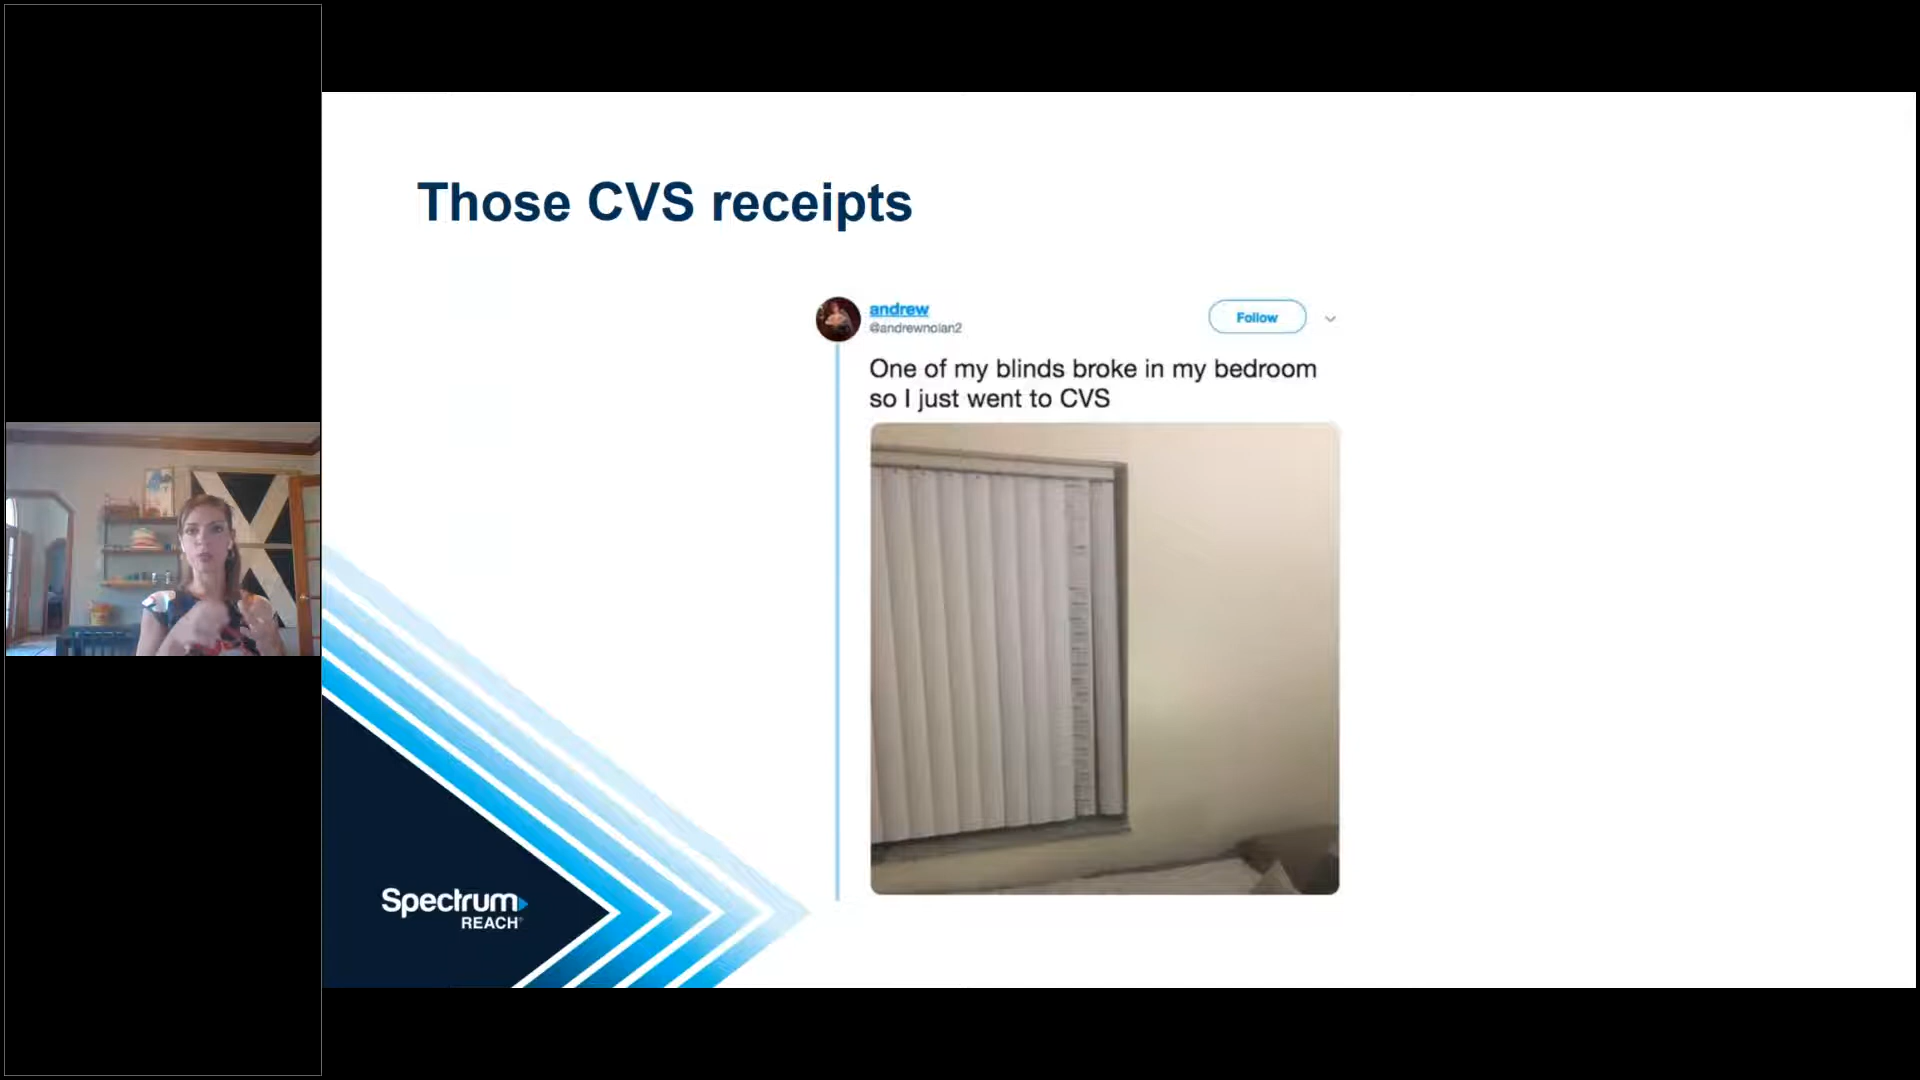 Those CVS receipts
andrew
@andrewnolan2
Follow
One of my blinds broke in my bedroom
so I just went to CVS
Spectrum
REACH